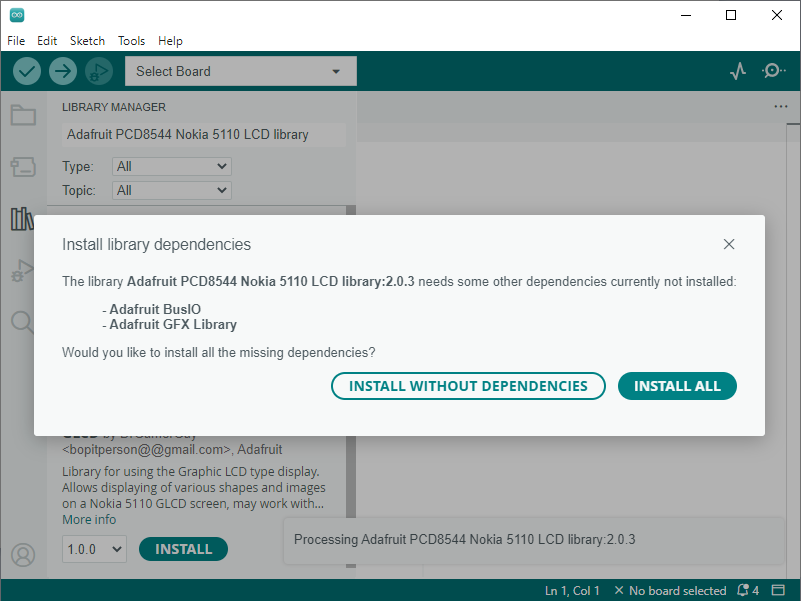 File Edit Sketch Tools Help
Select Board
LIBRARY MANAGER
Adafruit PCD8544 Nokia 5110 LCD library
Type: All
Topic: All
Install library dependencies
The library Adafruit PCD8544 Nokia 5110 LCD library:2.0.3 needs some other dependencies currently not installed:
- Adafruit BusIO
- Adafruit GFX Library
Would you like to install all the missing dependencies?
INSTALL WITHOUT DEPENDENCIES INSTALL ALL
<bopitperson@@gmail.com>, Adafruit
Library for using the Graphic LCD type display.
Allows displaying of various shapes and images
on a Nokia 5110 GLCD screen, may work with...
More info
1.0.0 INSTALL
Processing Adafruit PCD8544 Nokia 5110 LCD library:2.0.3
Ln 1, Col 1 No board selected 4